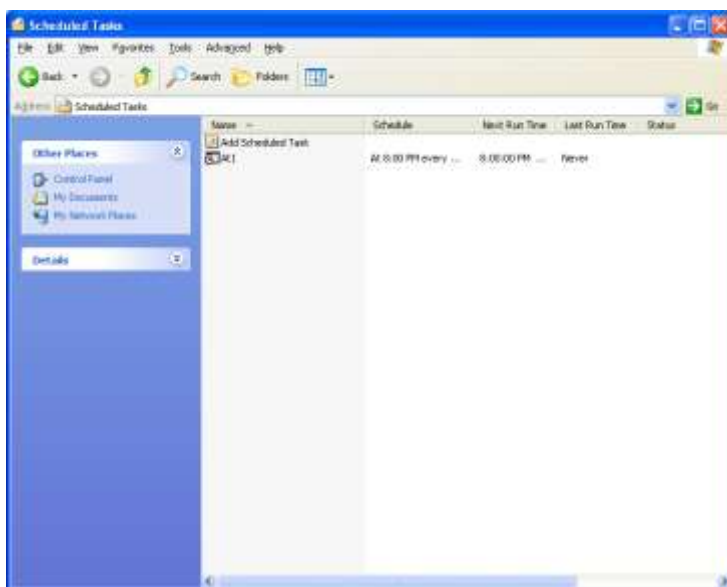 Scheduled Tasks
File Edit View Favorites Tools Advanced Help
Back Search Folders
Address Scheduled Tasks Go
Name Schedule Next Run Time Last Run Time Status
Add Scheduled Task
At1 At 8:00 PM every ... 8:00:00 PM ... Never
Other Places
Control Panel
My Documents
My Network Places
Details